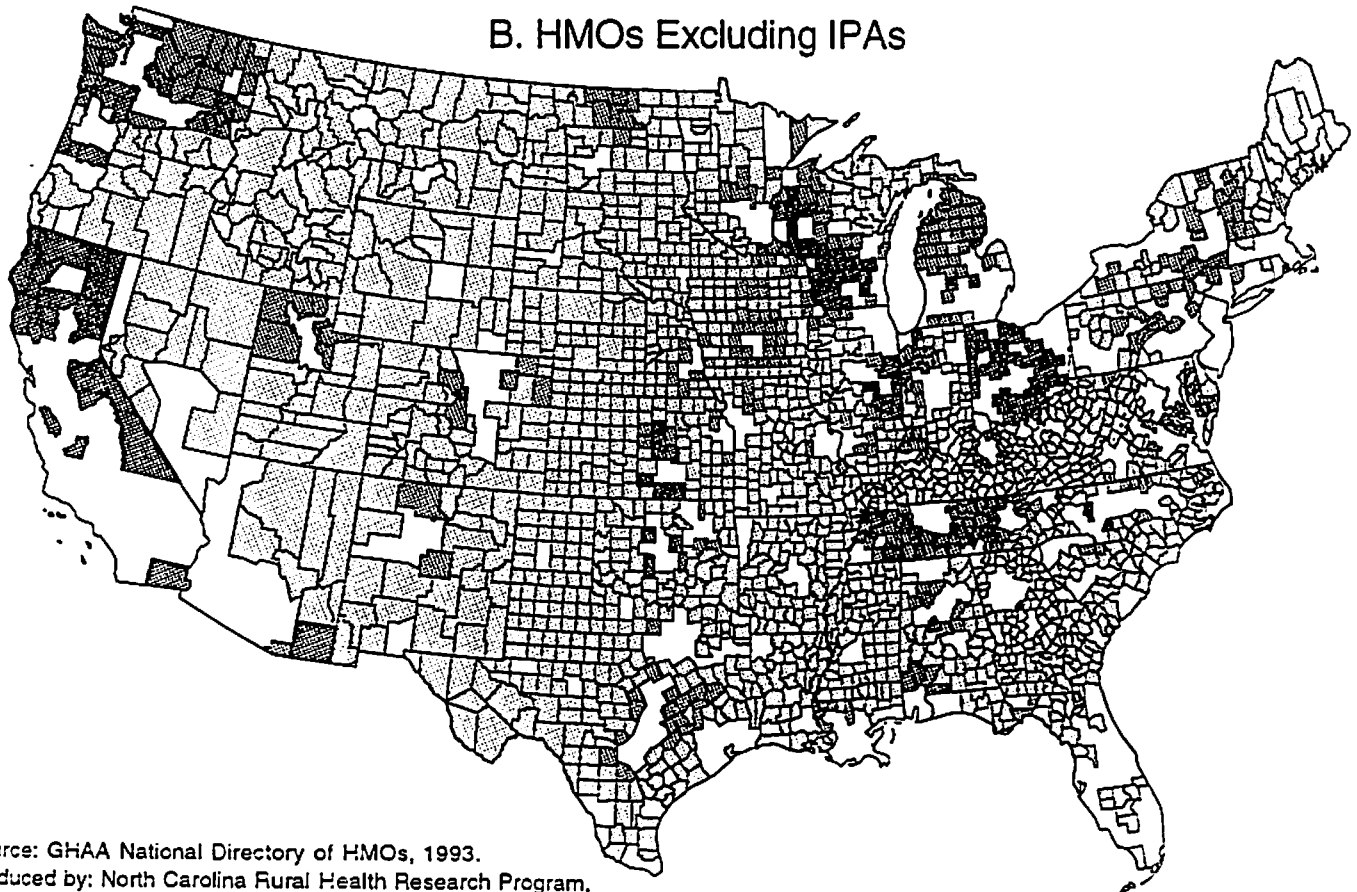 B. HMOs Excluding IPAs
rce: GHAA National Directory of HMOs, 1993.
duced by: North Carolina Rural Health Research Program.